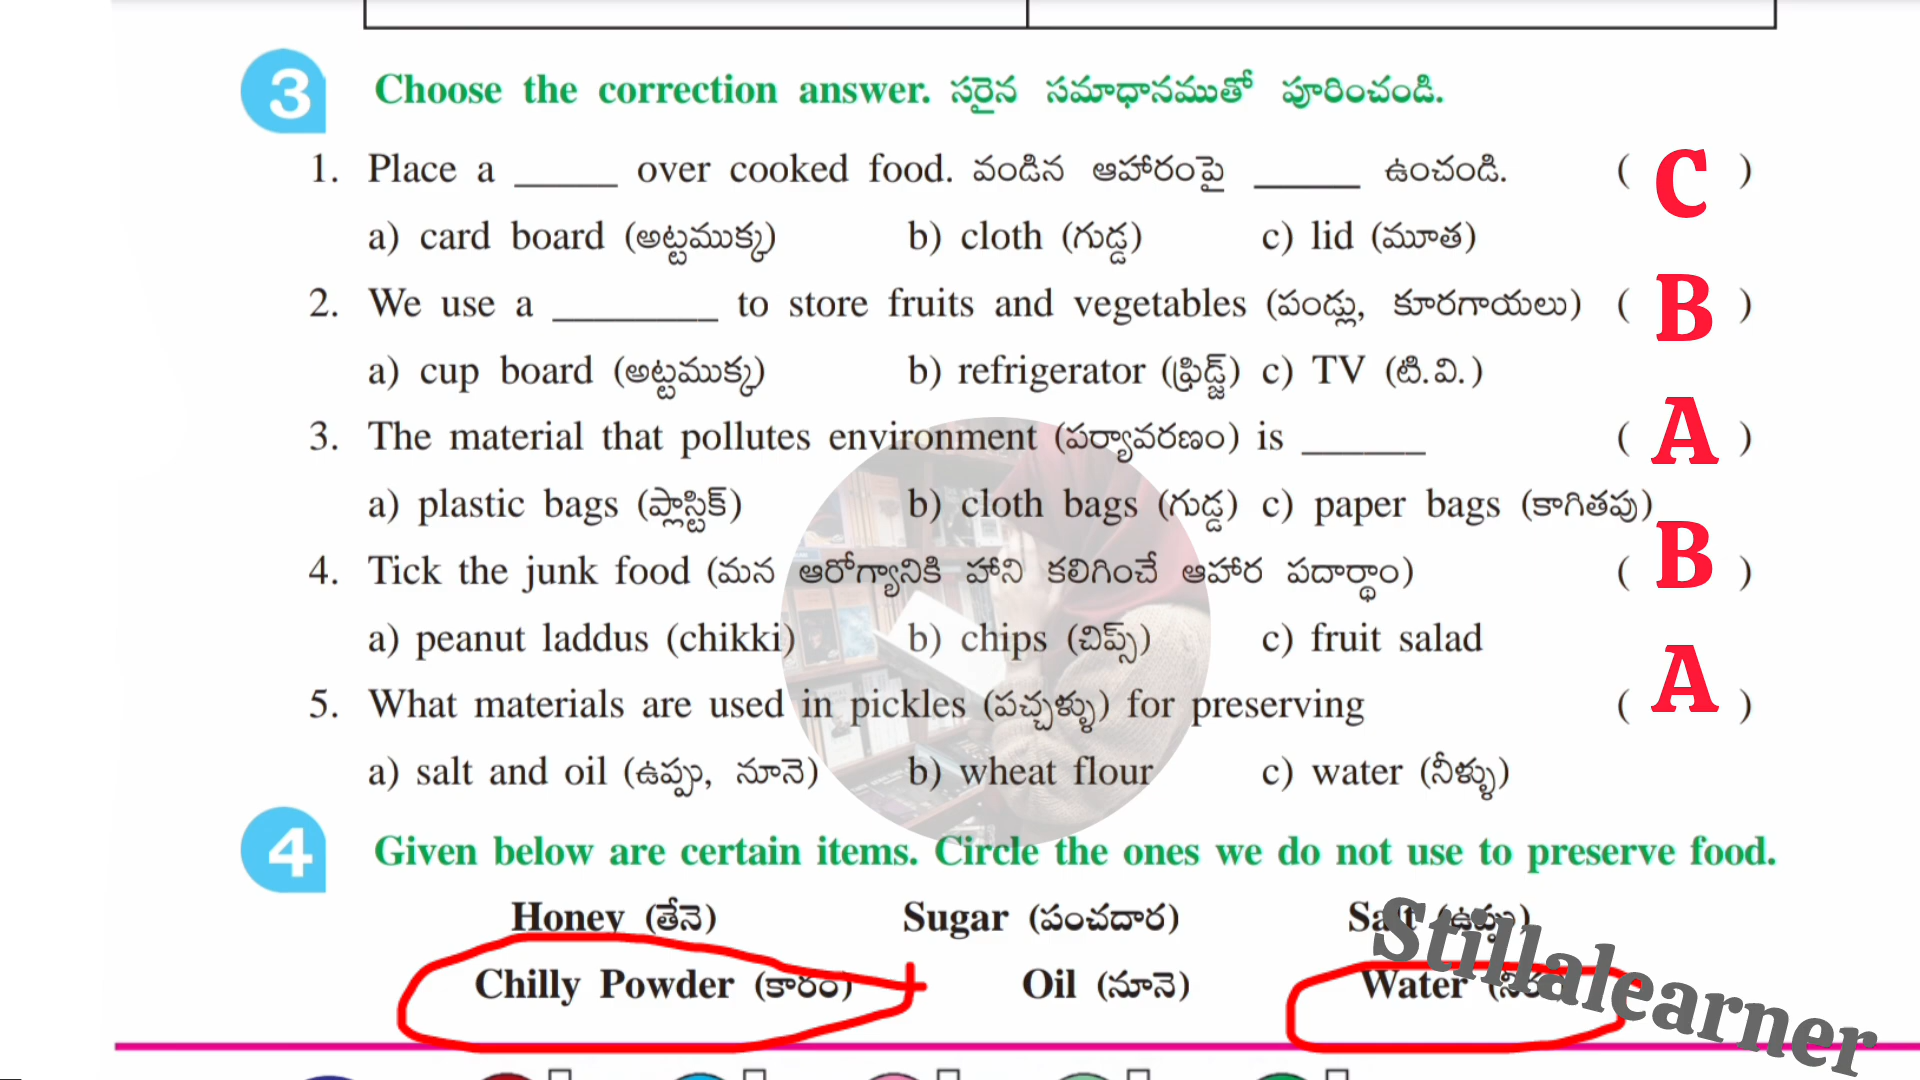 3 Choose the correction answer. సరైన సమాధానముతో పూరించండి.
1. Place a _____ over cooked food. వండిన ఆహారంపై _____ ఉంచండి. ( C )
a) card board (అట్టముక్క) b) cloth (గుడ్డ) c) lid (మూత)
2. We use a ________ to store fruits and vegetables (పండ్లు, కూరగాయలు) ( B )
a) cup board (అట్టముక్క) b) refrigerator (ఫ్రిడ్జ్) c) TV (టి.వి.)
3. The material that pollutes environment (పర్యావరణం) is ______ ( A )
a) plastic bags (ప్లాస్టిక్) b) cloth bags (గుడ్డ) c) paper bags (కాగితపు)
4. Tick the junk food (మన ఆరోగ్యానికి హాని కలిగించే ఆహార పదార్థాం) ( B )
a) peanut laddus (chikki) b) chips (చిప్స్) c) fruit salad
5. What materials are used in pickles (పచ్చళ్ళు) for preserving ( A )
a) salt and oil (ఉప్పు, నూనె) b) wheat flour c) water (నీళ్ళు)
4 Given below are certain items. Circle the ones we do not use to preserve food.
Honey (తేనె) Sugar (పంచదార) Salt (ఉప్పు)
Chilly Powder (కారం) Oil (నూనె) Water
Stillalearner